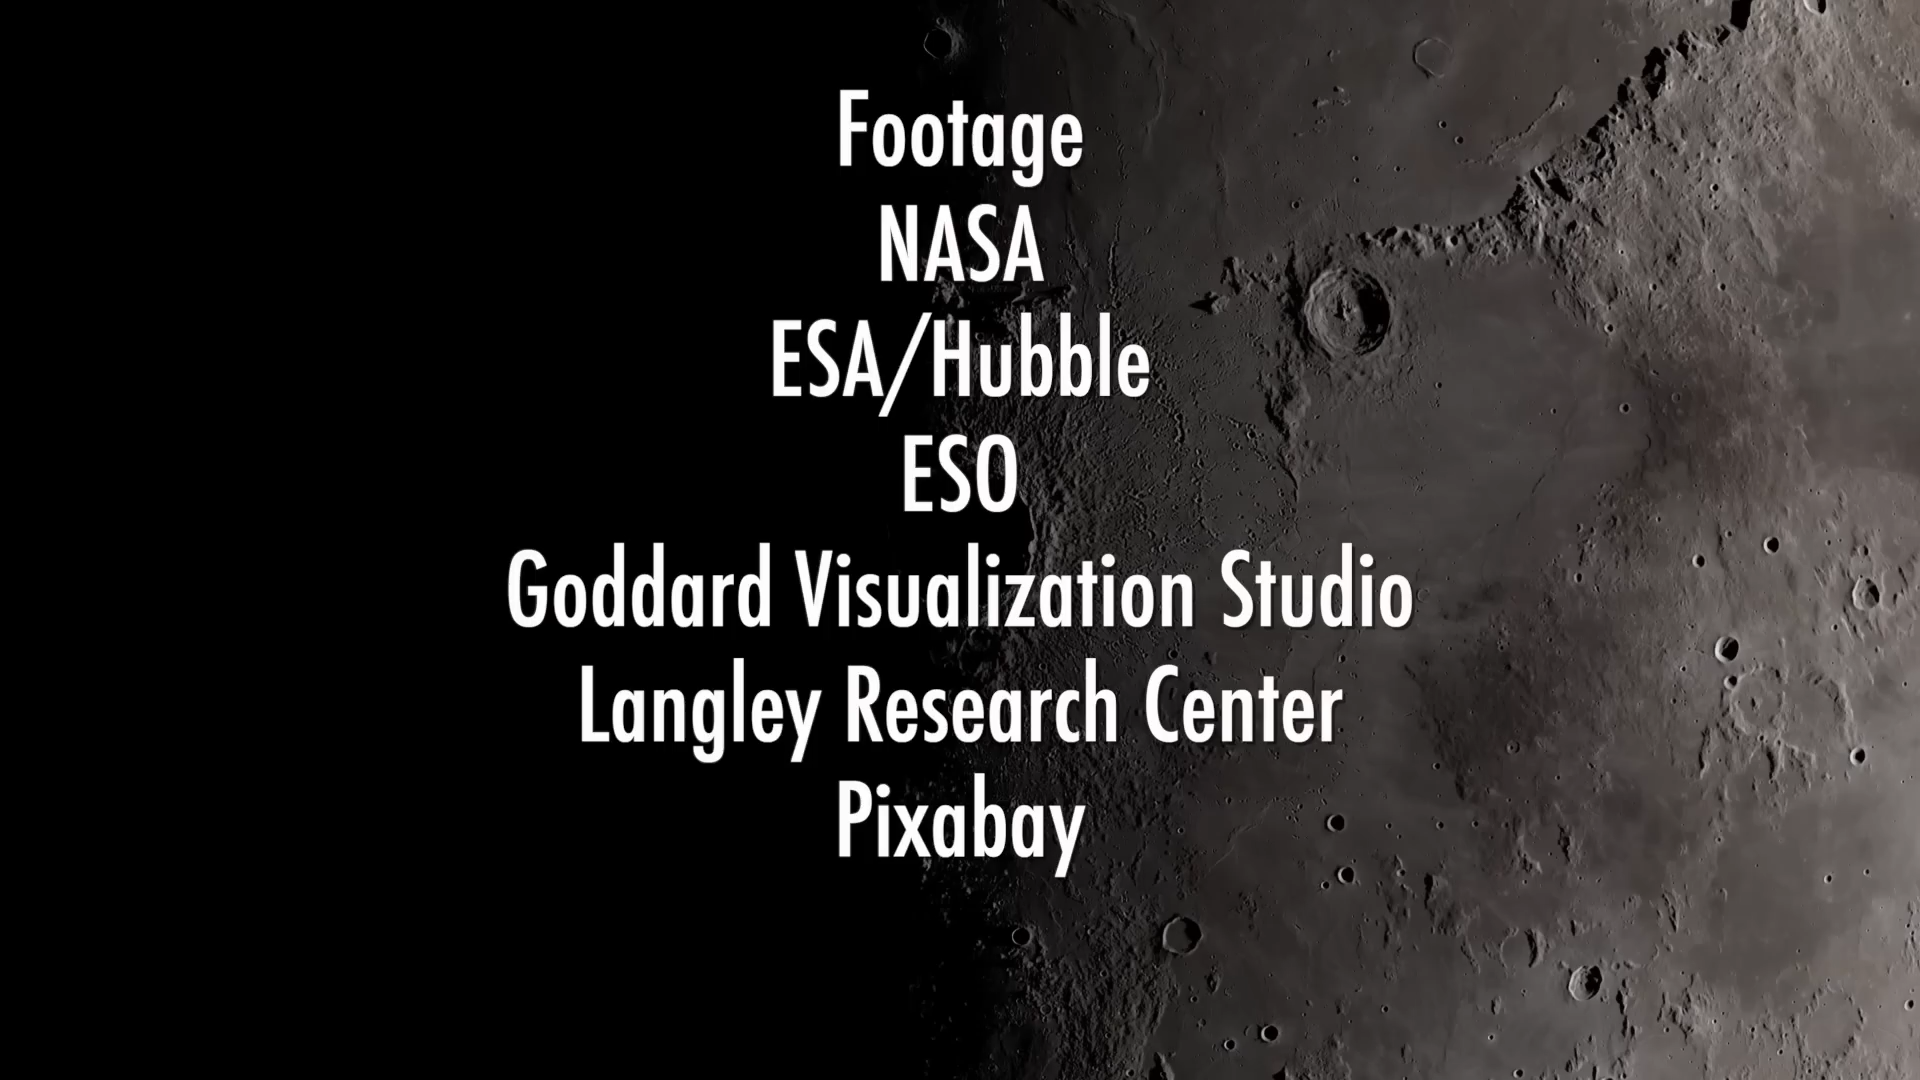 Footage
NASA
ESA/Hubble
ESO
Goddard Visualization Studio
Langley Research Center
Pixabay